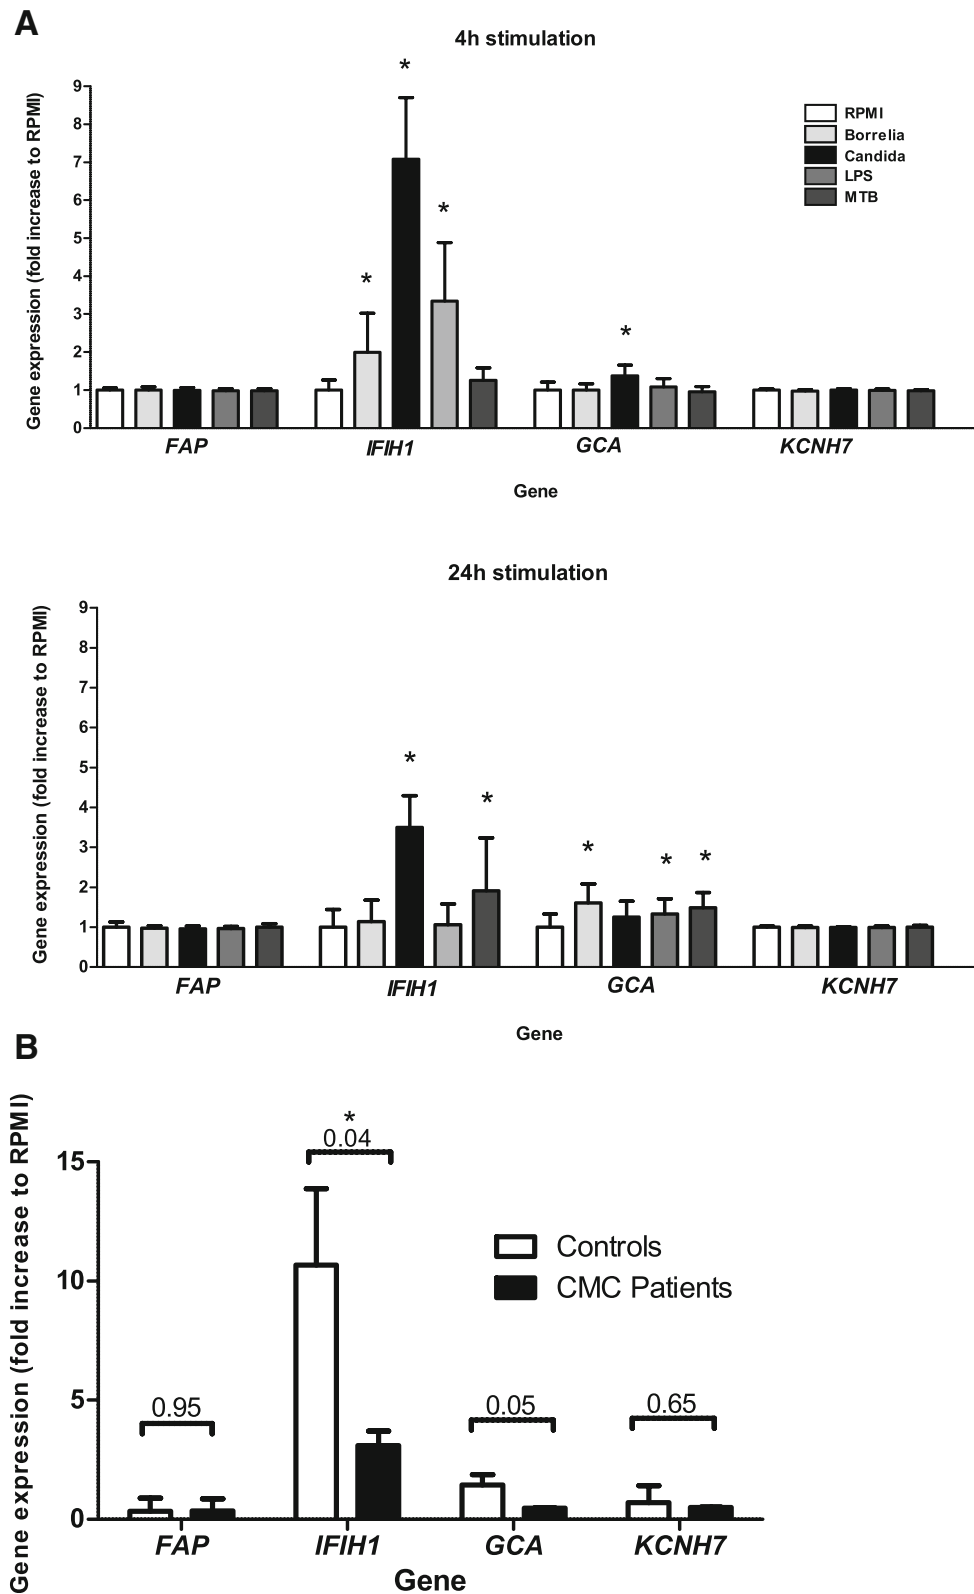 A
4h stimulation
Gene expression (fold increase to RPMI)
9
8
7
6
5
4
3
2
1
0
*
*
*
*
RPMI
Borrelia
Candida
LPS
MTB
FAP IFIH1 GCA KCNH7
Gene
24h stimulation
Gene expression (fold increase to RPMI)
9
8
7
6
5
4
3
2
1
0
*
*
*
*
*
FAP IFIH1 GCA KCNH7
Gene
B
Gene expression (fold increase to RPMI)
15
10
5
0
*
0.04
Controls
CMC Patients
0.95
0.05
0.65
FAP IFIH1 GCA KCNH7
Gene